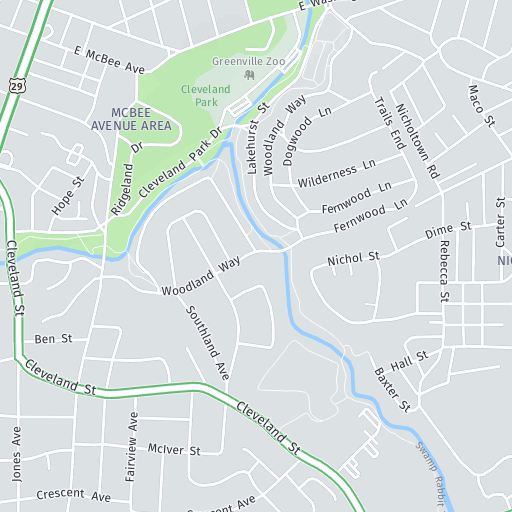 E Was
E McBee Ave
Greenville Zoo
29
Cleveland
Park
MCBEE
AVENUE AREA
Maco St
Nicholtown Rd
Trails End
Dogwood Ln
Woodland Way
Lakehurst St
Cleveland Park Dr
Ridgeland Dr
Hope St
Wilderness Ln
Fernwood Ln
Fernwood Ln
Dime St
Carter St
Rebecca St
NIC
Nichol St
Woodland Way
Cleveland St
Southland Ave
Ben St
Hall St
Baxter St
Cleveland St
Cleveland St
Jones Ave
Fairview Ave
McIver St
Swamp Rabbit
Crescent Ave
Crescent Ave